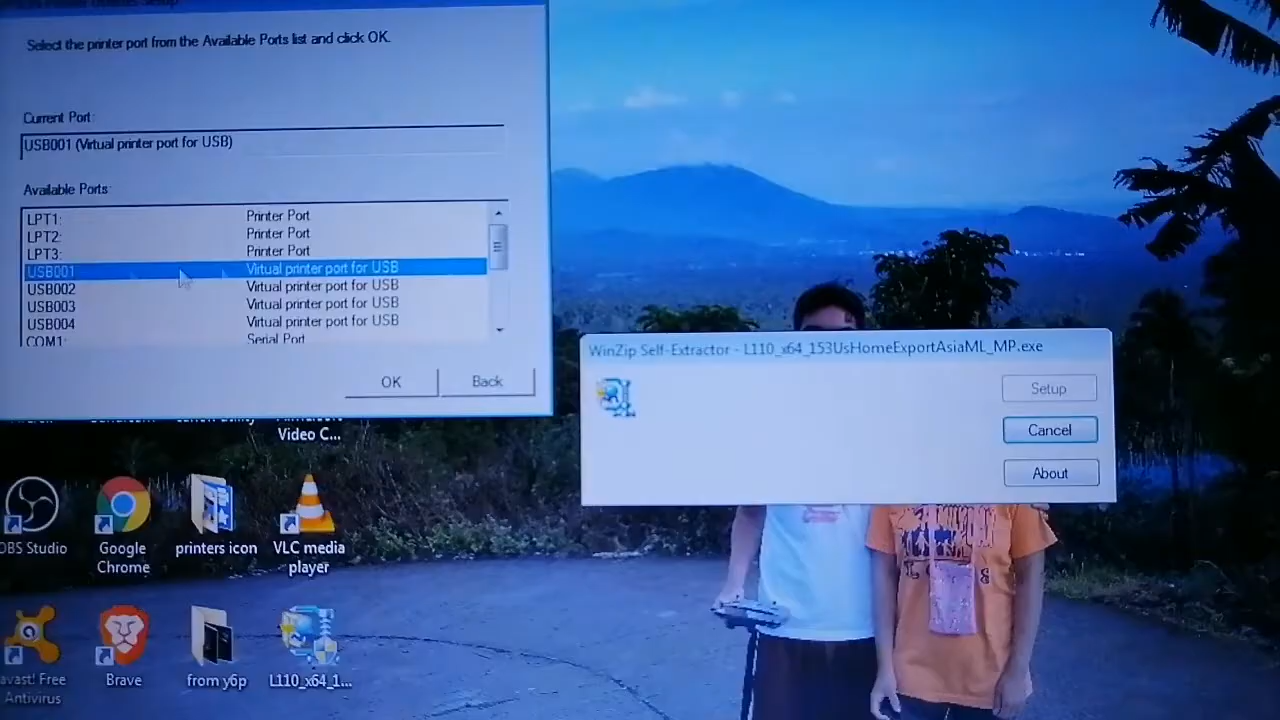 Select the printer port from the Available Ports list and click OK.
Current Port:
USB001 (Virtual printer port for USB)
Available Ports:
LPT1: Printer Port
LPT2: Printer Port
LPT3: Printer Port
USB001 Virtual printer port for USB
USB002 Virtual printer port for USB
USB003 Virtual printer port for USB
USB004 Virtual printer port for USB
COM1: Serial Port
OK Back
WinZip Self-Extractor - L110_x64_153UsHomeExportAsiaML_MP.exe
Setup
Cancel
About
Video C...
OBS Studio
Google
Chrome
printers icon
VLC media
player
avast! Free
Antivirus
Brave
from y6p
L110_x64_1...